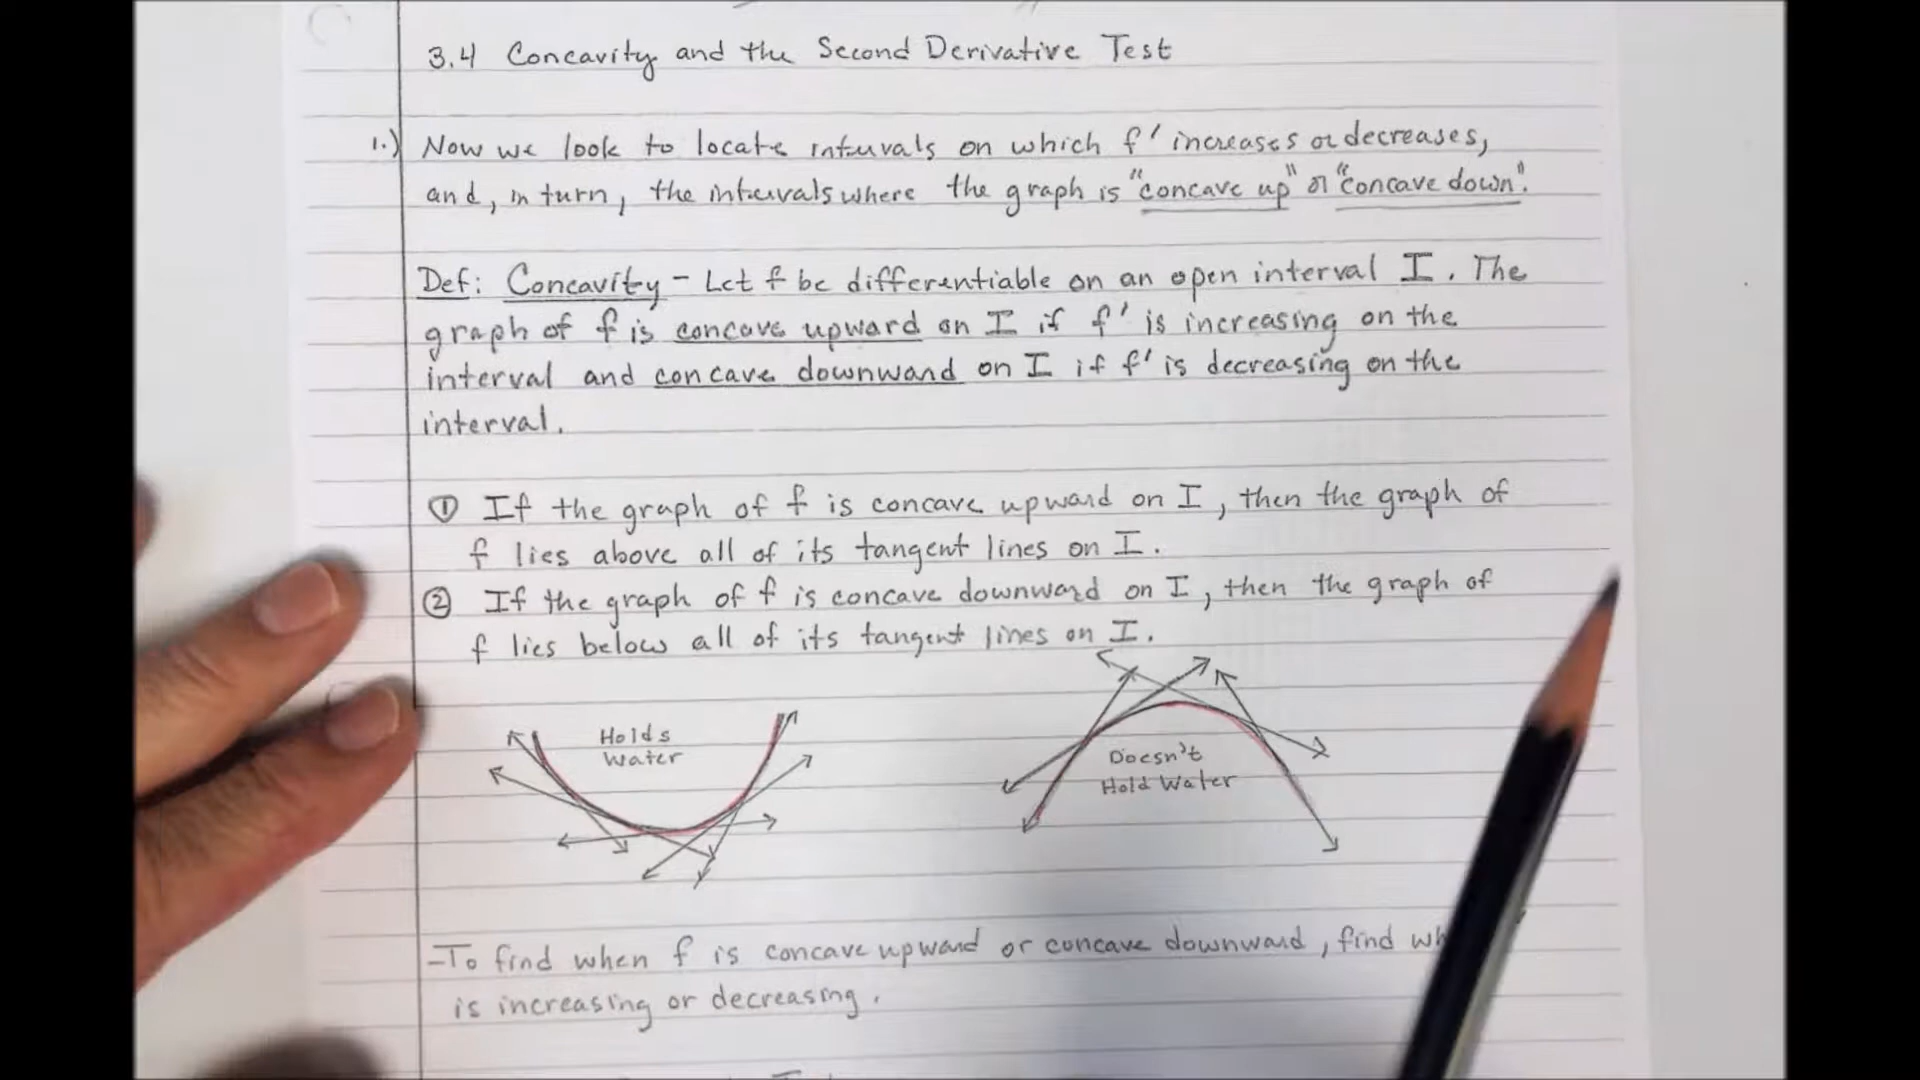 3.4 Concavity and the Second Derivative Test
1.) Now we look to locate intervals on which f' increases or decreases,
and, in turn, the intervals where the graph is "concave up" or "concave down".
Def: Concavity - Let f be differentiable on an open interval I. The
graph of f is concave upward on I if f' is increasing on the
interval and concave downward on I if f' is decreasing on the
interval.
① If the graph of f is concave upward on I, then the graph of
f lies above all of its tangent lines on I.
② If the graph of f is concave downward on I, then the graph of
f lies below all of its tangent lines on I.
Holds
Water
Doesn't
Hold Water
-To find when f is concave upward or concave downward, find
is increasing or decreasing.